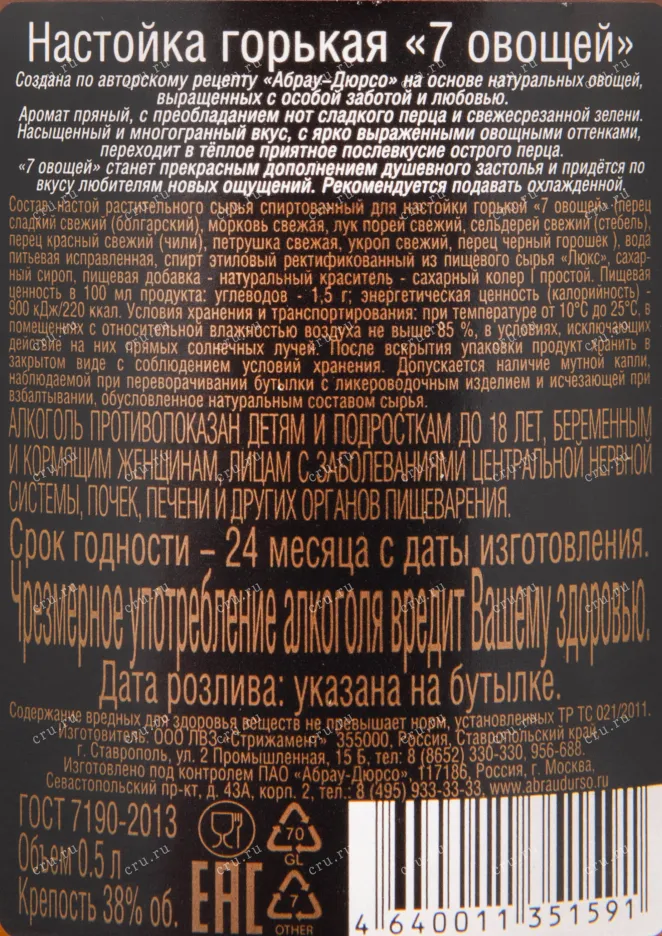 Настойка горькая «7 овощей»
Создана по авторскому рецепту «Абрау–Дюрсо» на основе натуральных овощей,
выращенных с особой заботой и любовью.
Аромат пряный, с преобладанием нот сладкого перца и свежесрезанной зелени.
Насыщенный и многогранный вкус, с ярко выраженными овощными оттенками,
переходит в тёплое приятное послевкусие острого перца.
«7 овощей» станет прекрасным дополнением душевного застолья и придётся по
вкусу любителям новых ощущений. Рекомендуется подавать охлажденной
Состав: настой растительного сырья спиртованный для настойки горькой «7 овощей» (перец
сладкий свежий (болгарский), морковь свежая, лук порей свежий, сельдерей свежий (стебель),
перец красный свежий (чили), петрушка свежая, укроп свежий, перец черный горошек ), вода
питьевая исправленная, спирт этиловый ректификованный из пищевого сырья «Люкс», сахар-
ный сироп, пищевая добавка - натуральный краситель - сахарный колер I простой. Пищевая
ценность в 100 мл продукта: углеводов - 1,5 г; энергетическая ценность (калорийность) -
900 кДж/220 ккал. Условия хранения и транспортирования: при температуре от 10°С до 25°С, в
помещениях с относительной влажностью воздуха не выше 85 %, в условиях, исключающих
действие на них прямых солнечных лучей. После вскрытия упаковки продукт хранить в
закрытом виде с соблюдением условий хранения. Допускается наличие мутной капли,
наблюдаемой при переворачивании бутылки с ликероводочным изделием и исчезающей при
взбалтывании, обусловленное натуральным составом сырья.
АЛКОГОЛЬ ПРОТИВОПОКАЗАН ДЕТЯМ И ПОДРОСТКАМ ДО 18 ЛЕТ, БЕРЕМЕННЫМ
И КОРМЯЩИМ ЖЕНЩИНАМ, ЛИЦАМ С ЗАБОЛЕВАНИЯМИ ЦЕНТРАЛЬНОЙ НЕРВНОЙ
СИСТЕМЫ, ПОЧЕК, ПЕЧЕНИ И ДРУГИХ ОРГАНОВ ПИЩЕВАРЕНИЯ.
Срок годности – 24 месяца с даты изготовления.
Чрезмерное употребление алкоголя вредит Вашему здоровью.
Дата розлива: указана на бутылке.
Содержание вредных для здоровья веществ не превышает норм, установленных ТР ТС 021/2011.
Изготовитель: ООО ЛВЗ «Стрижамент» 355000, Россия, Ставропольский край,
г. Ставрополь, ул. 2 Промышленная, 15 Б, тел: 8 (8652) 330-330, 956-688.
Изготовлено под контролем ПАО «Абрау-Дюрсо», 117186, Россия, г. Москва,
Севастопольский пр-кт, д. 43А, корп. 2, тел.: 8 (495) 933-33-33, www.abraudurso.ru
ГОСТ 7190-2013
Объем 0.5 л
Крепость 38% об.
EAC
70
GL
7
OTHER
4 640011 351591
cru.ru